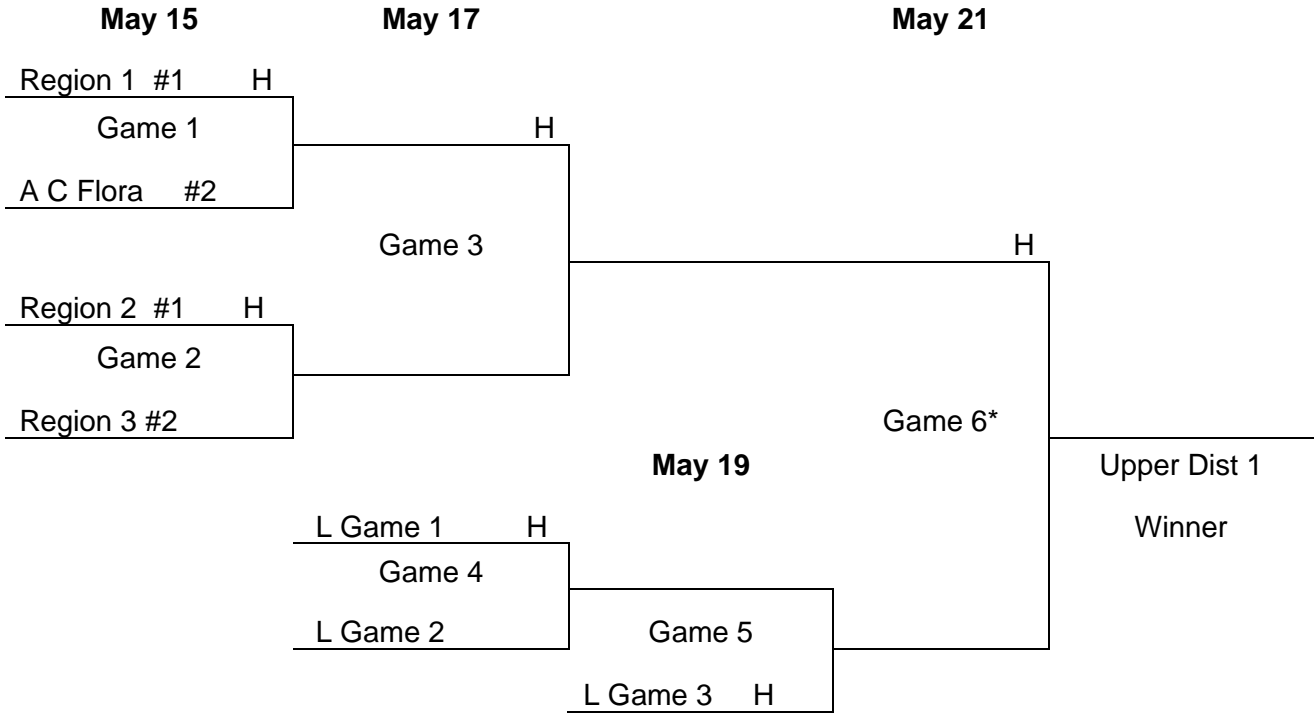 May 15 May 17 May 21
Region 1 #1 H
Game 1 H
A C Flora #2
Game 3 H
Region 2 #1 H
Game 2
Region 3 #2 Game 6*
May 19 Upper Dist 1
L Game 1 H Winner
Game 4
L Game 2 Game 5
L Game 3 H